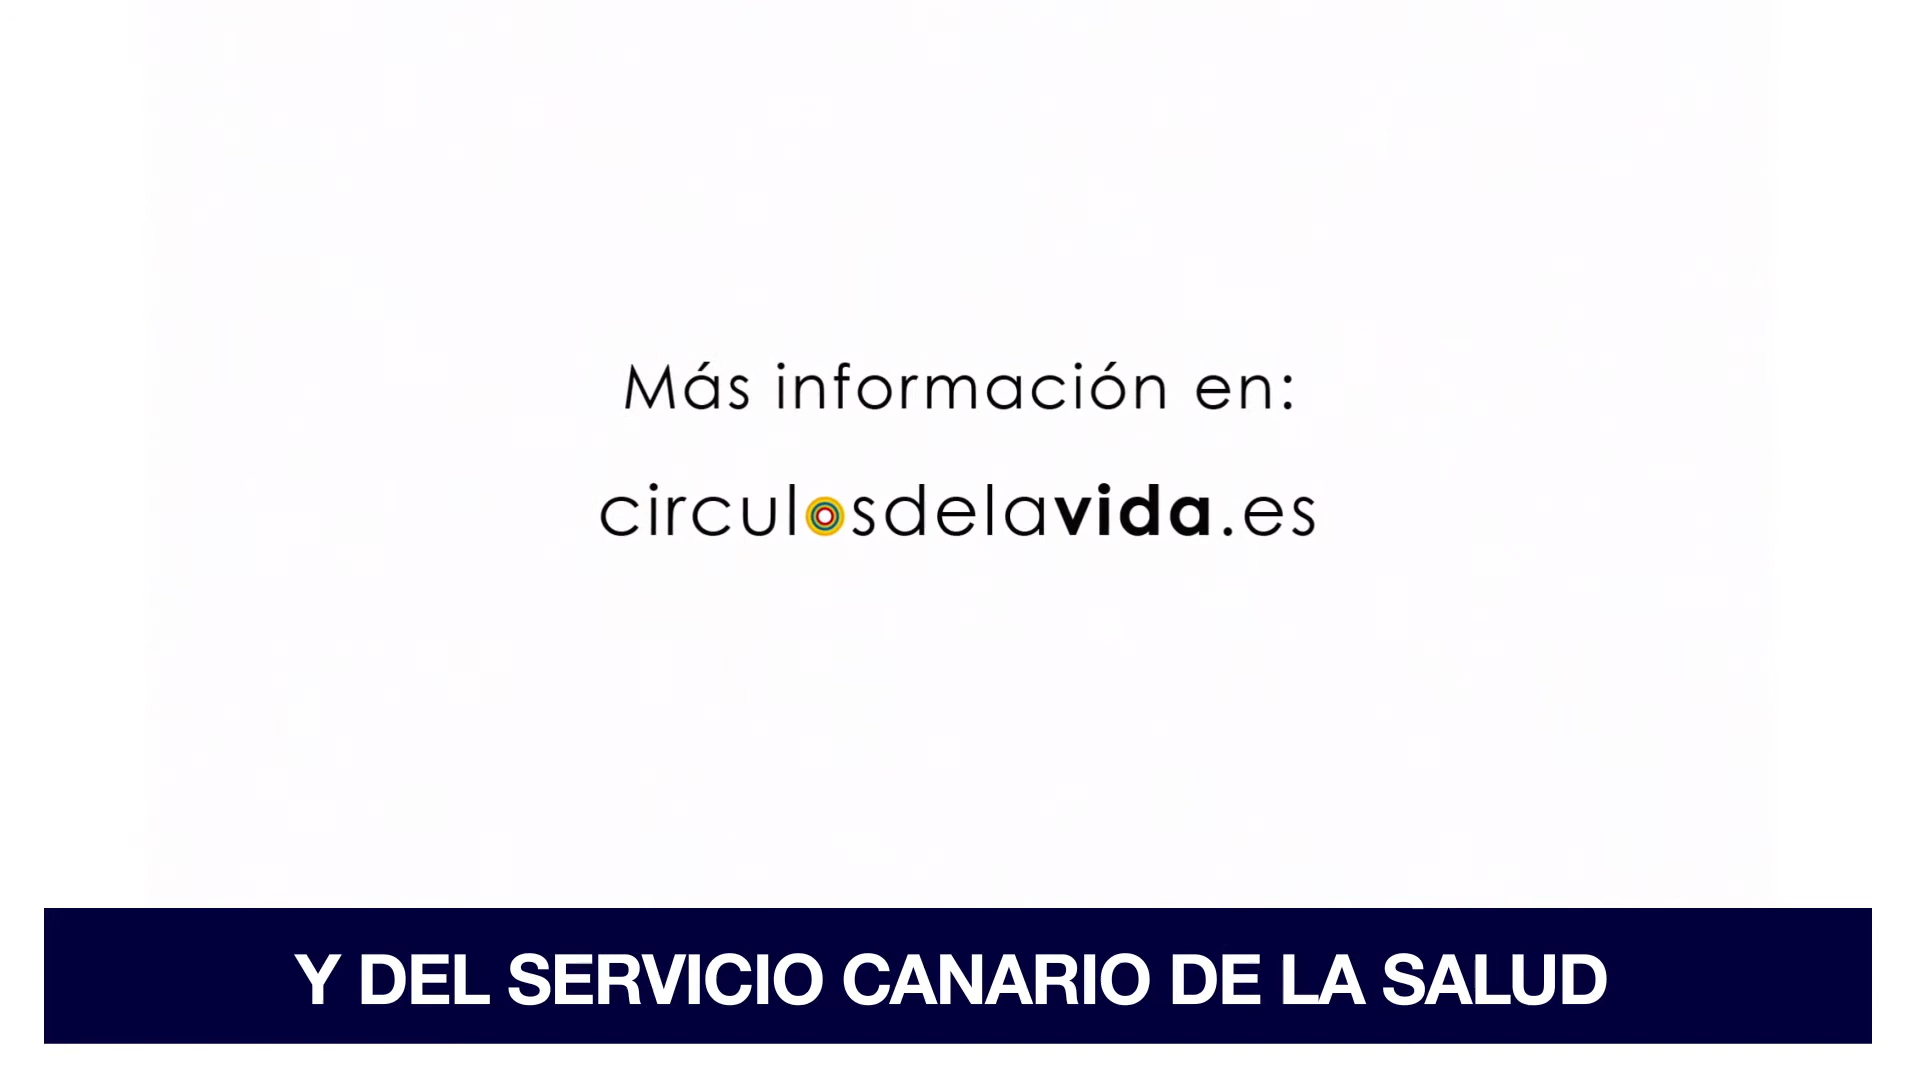 Más información en:
circulosdelavida.es
Y DEL SERVICIO CANARIO DE LA SALUD